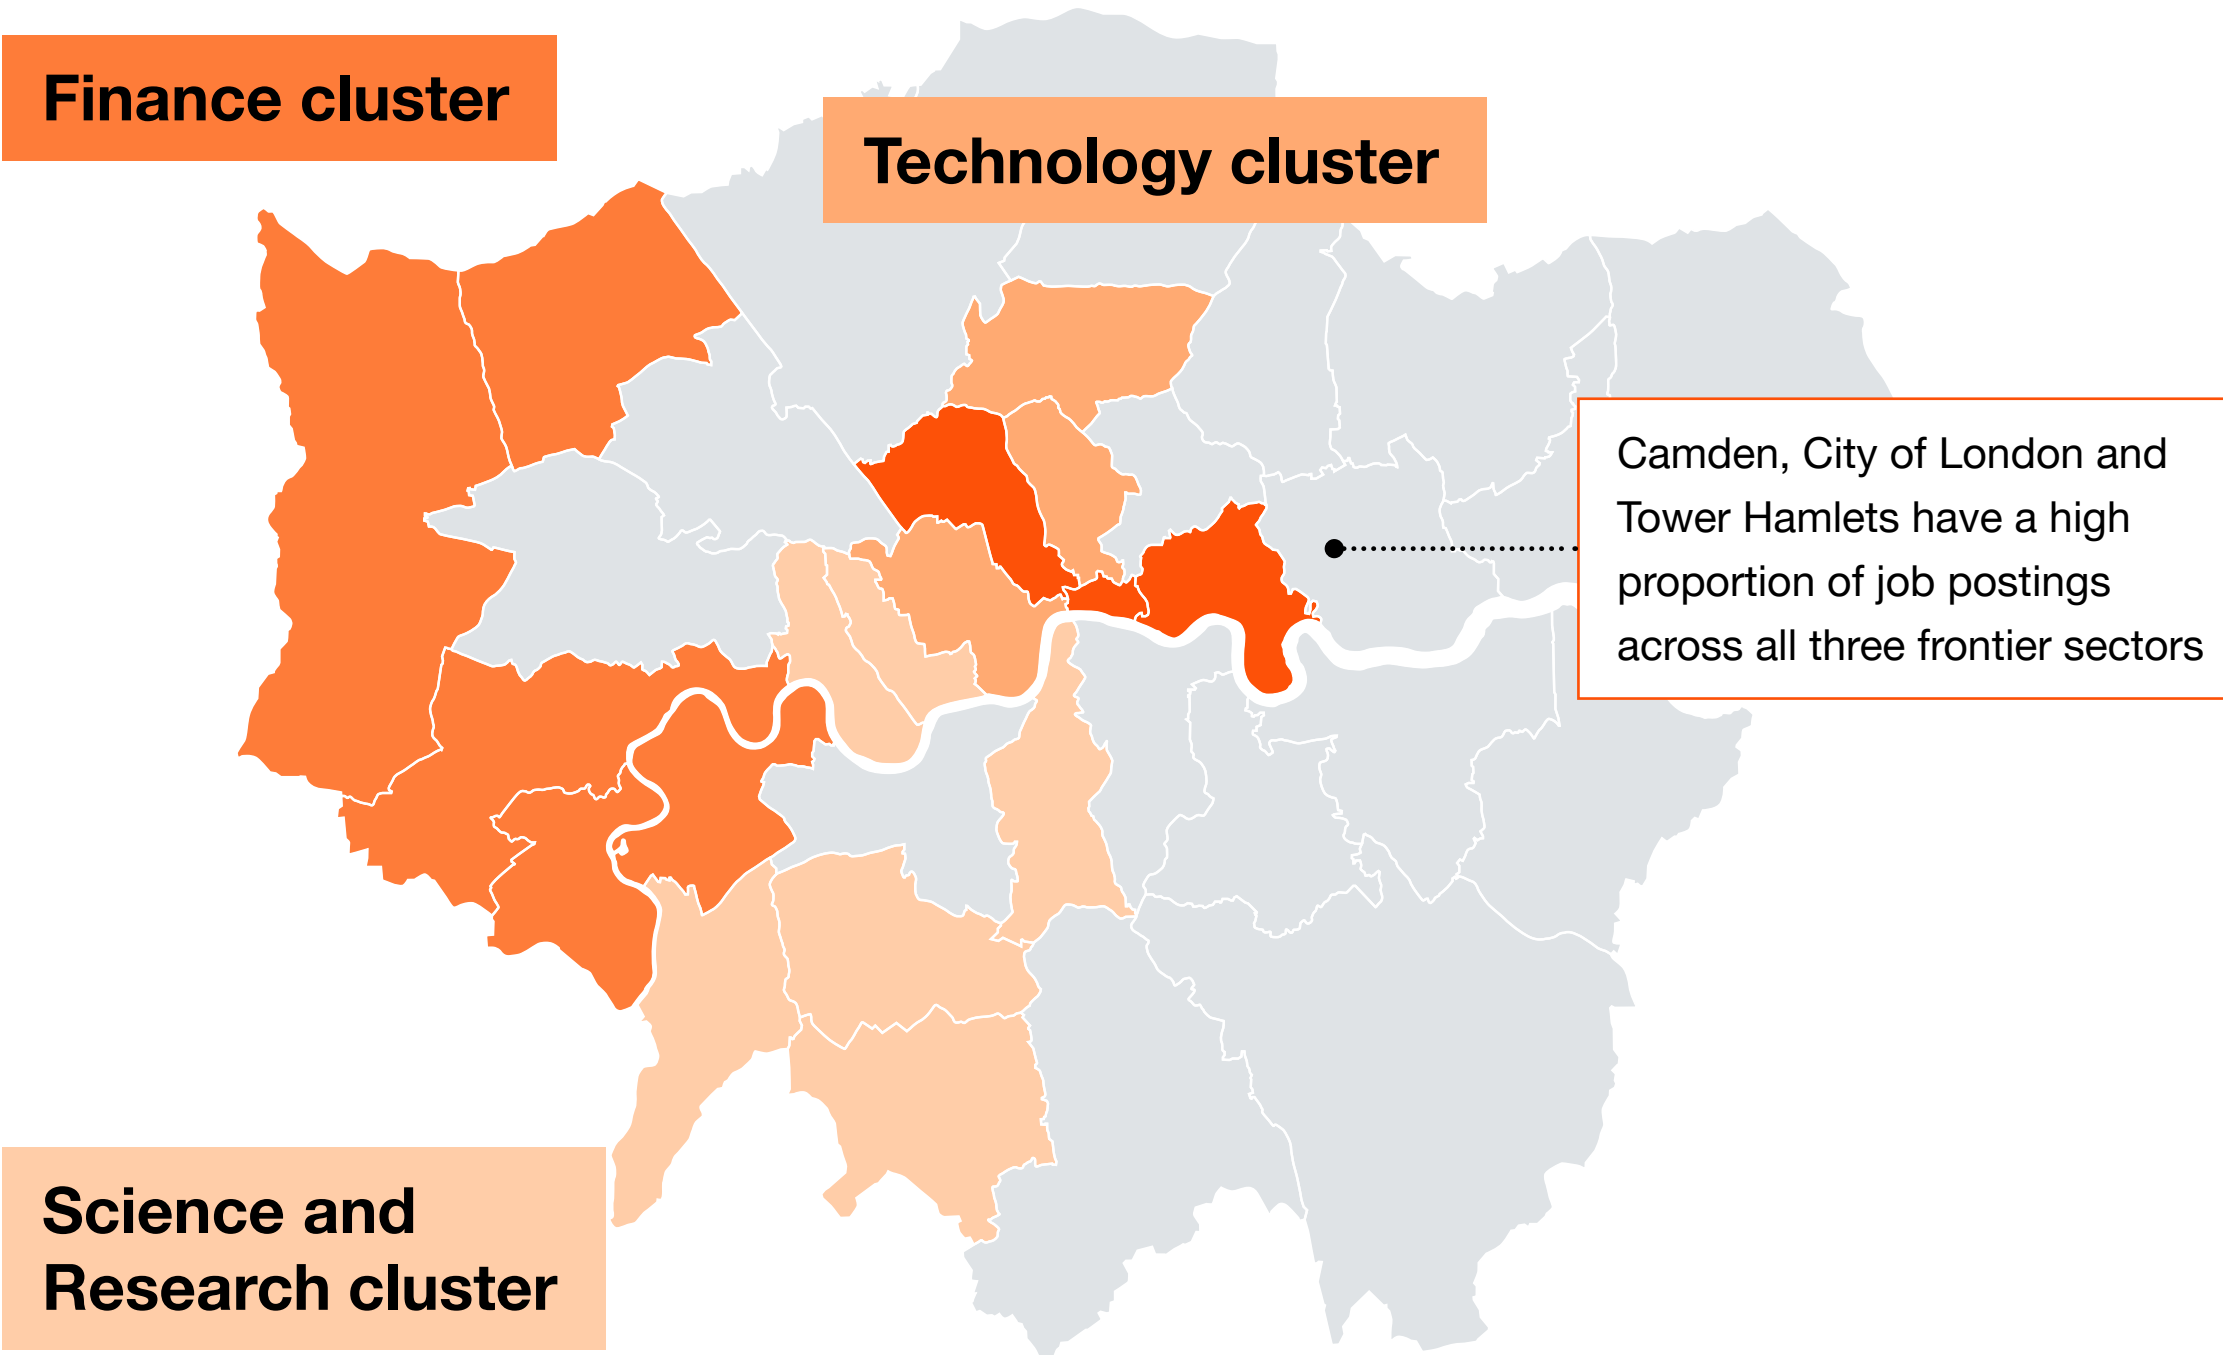 Finance cluster
Technology cluster
Camden, City of London and
Tower Hamlets have a high
proportion of job postings
across all three frontier sectors
Science and
Research cluster